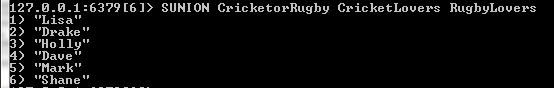 127.0.0.1:6379[6]> SUNION CricketorRugby CricketLovers RugbyLovers
1) "Lisa"
2) "Drake"
3) "Holly"
4) "Dave"
5) "Mark"
6) "Shane"